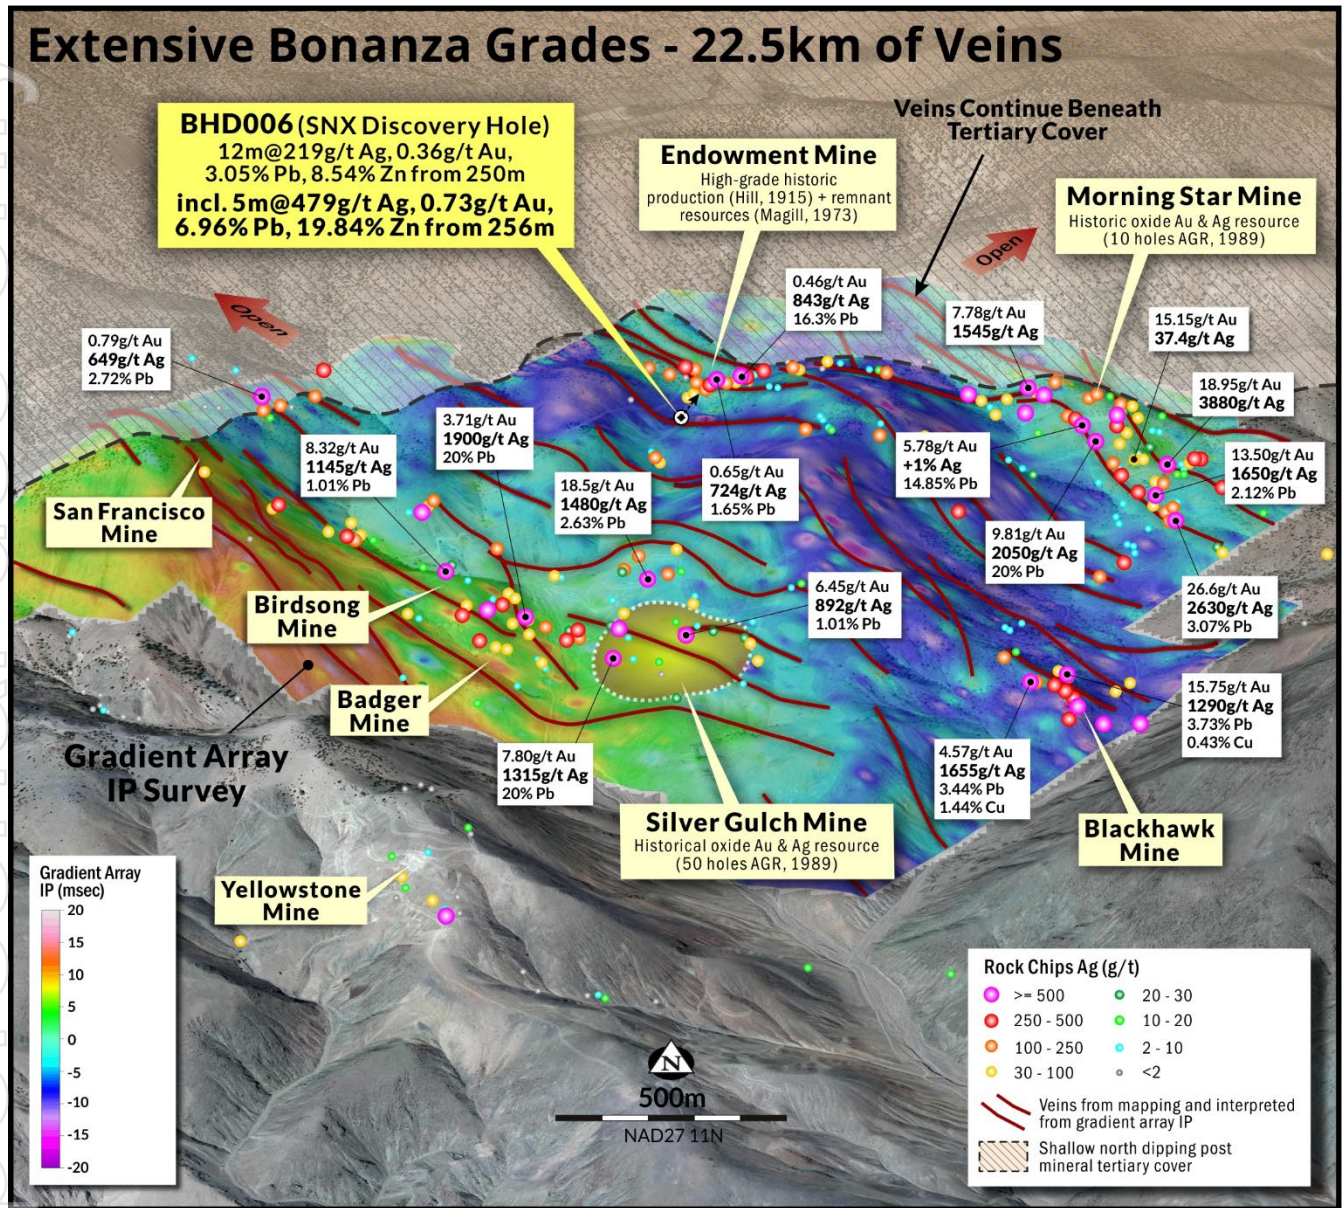 Extensive Bonanza Grades - 22.5km of Veins
BHD006 (SNX Discovery Hole)
12m@219g/t Ag, 0.36g/t Au,
3.05% Pb, 8.54% Zn from 250m
incl. 5m@479g/t Ag, 0.73g/t Au,
6.96% Pb, 19.84% Zn from 256m
Endowment Mine
High-grade historic
production (Hill, 1915) + remnant
resources (Magill, 1973)
Veins Continue Beneath
Tertiary Cover
Morning Star Mine
Historic oxide Au & Ag resource
(10 holes AGR, 1989)
Open
Open
0.79g/t Au
649g/t Ag
2.72% Pb
0.46g/t Au
843g/t Ag
16.3% Pb
7.78g/t Au
1545g/t Ag
15.15g/t Au
37.4g/t Ag
18.95g/t Au
3880g/t Ag
8.32g/t Au
1145g/t Ag
1.01% Pb
3.71g/t Au
1900g/t Ag
20% Pb
18.5g/t Au
1480g/t Ag
2.63% Pb
0.65g/t Au
724g/t Ag
1.65% Pb
5.78g/t Au
+1% Ag
14.85% Pb
13.50g/t Au
1650g/t Ag
2.12% Pb
9.81g/t Au
2050g/t Ag
20% Pb
26.6g/t Au
2630g/t Ag
3.07% Pb
San Francisco
Mine
Birdsong
Mine
Badger
Mine
6.45g/t Au
892g/t Ag
1.01% Pb
15.75g/t Au
1290g/t Ag
3.73% Pb
0.43% Cu
Gradient Array
IP Survey
7.80g/t Au
1315g/t Ag
20% Pb
4.57g/t Au
1655g/t Ag
3.44% Pb
1.44% Cu
Silver Gulch Mine
Historical oxide Au & Ag resource
(50 holes AGR, 1989)
Blackhawk
Mine
Yellowstone
Mine
Gradient Array
IP (msec)
20
15
10
5
0
-5
-10
-15
-20
N
500m
NAD27 11N
Rock Chips Ag (g/t)
>= 500
250 - 500
100 - 250
30 - 100
20 - 30
10 - 20
2 - 10
<2
Veins from mapping and interpreted
from gradient array IP
Shallow north dipping post
mineral tertiary cover